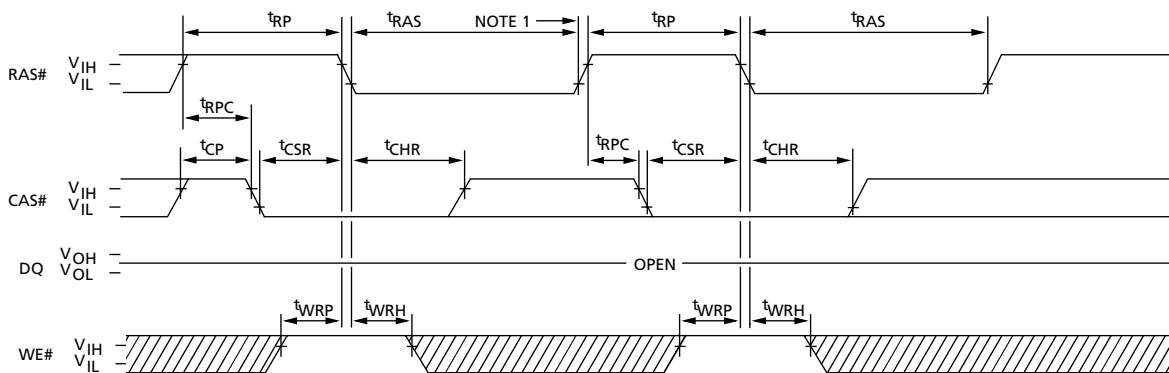 tRP tRAS NOTE 1 tRP tRAS
RAS# VIH
VIL
tRPC
tCP tCSR tCHR tRPC tCSR tCHR
CAS# VIH
VIL
DQ VOH
VOL
OPEN
tWRP tWRH tWRP tWRH
WE# VIH
VIL